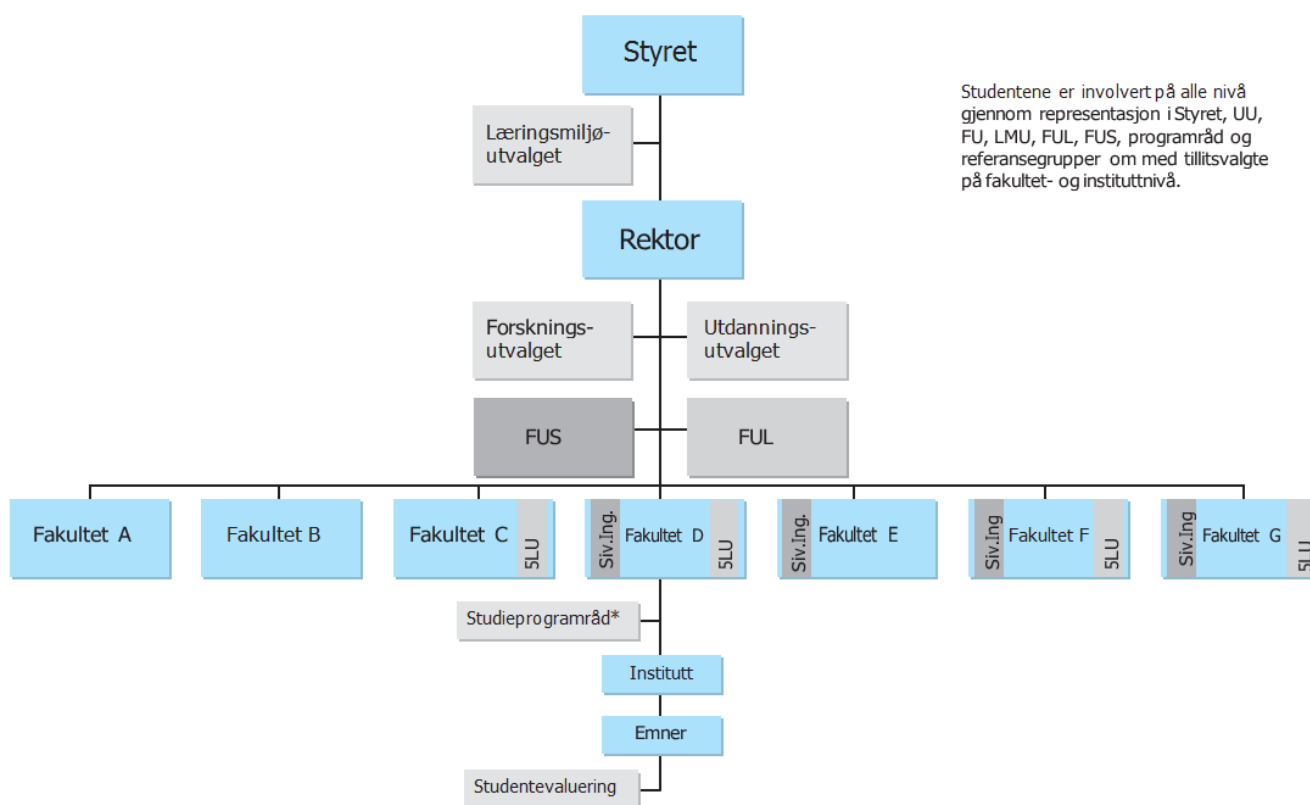 Styret
Studentene er involvert på alle nivå
gjennom representasjon i Styret, UU,
FU, LMU, FUL, FUS, programråd og
referansegrupper om med tillitsvalgte
på fakultet- og instituttnivå.
Læringsmiljø-
utvalget
Rektor
Forsknings-
utvalget
Utdannings-
utvalget
FUS
FUL
Fakultet A
Fakultet B
Fakultet C
5LU
Siv.Ing.
Fakultet D
5LU
Siv.Ing.
Fakultet E
Siv.Ing
Fakultet F
5LU
Siv.Ing
Fakultet G
5LU
Studieprogramråd*
Institutt
Emner
Studentevaluering